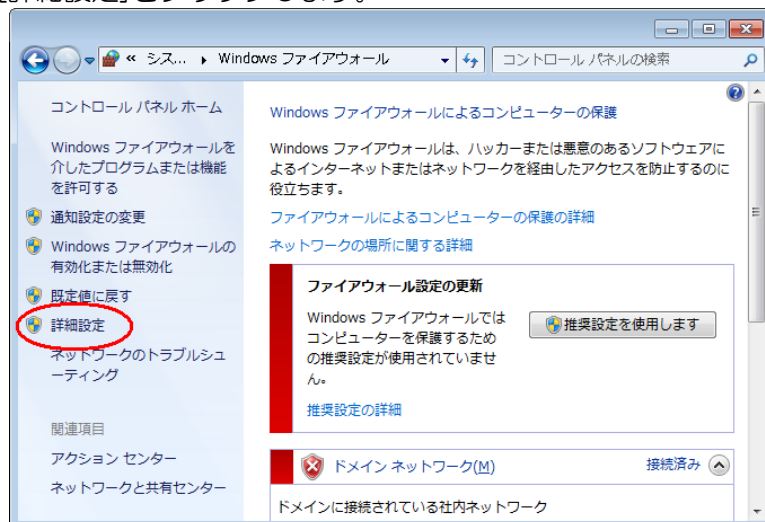 詳細設定」をクリックします。
« シス... ▸ Windows ファイアウォール
コントロール パネルの検索
コントロール パネル ホーム
Windows ファイアウォールを
介したプログラムまたは機能
を許可する
通知設定の変更
Windows ファイアウォールの
有効化または無効化
既定値に戻す
詳細設定
ネットワークのトラブルシュ
ーティング
関連項目
アクション センター
ネットワークと共有センター
Windows ファイアウォールによるコンピューターの保護
Windows ファイアウォールは、ハッカーまたは悪意のあるソフトウェアに
よるインターネットまたはネットワークを経由したアクセスを防止するのに
役立ちます。
ファイアウォールによるコンピューターの保護の詳細
ネットワークの場所に関する詳細
ファイアウォール設定の更新
Windows ファイアウォールでは
コンピューターを保護するため
の推奨設定が使用されていませ
ん。
推奨設定を使用します
推奨設定の詳細
ドメイン ネットワーク(M) 接続済み
ドメインに接続されている社内ネットワーク